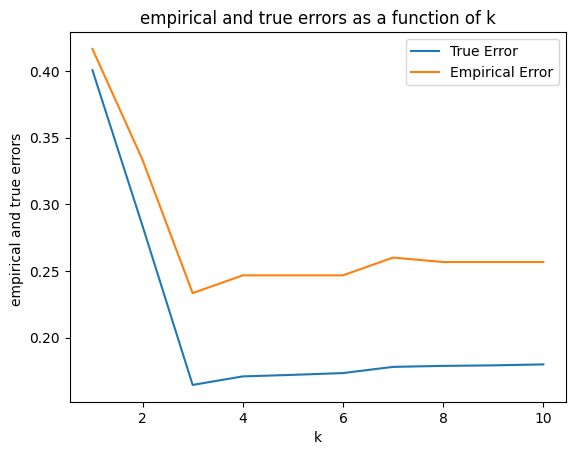 empirical and true errors as a function of k
True Error
Empirical Error
empirical and true errors
0.40
0.35
0.30
0.25
0.20
2
4
6
8
10
k